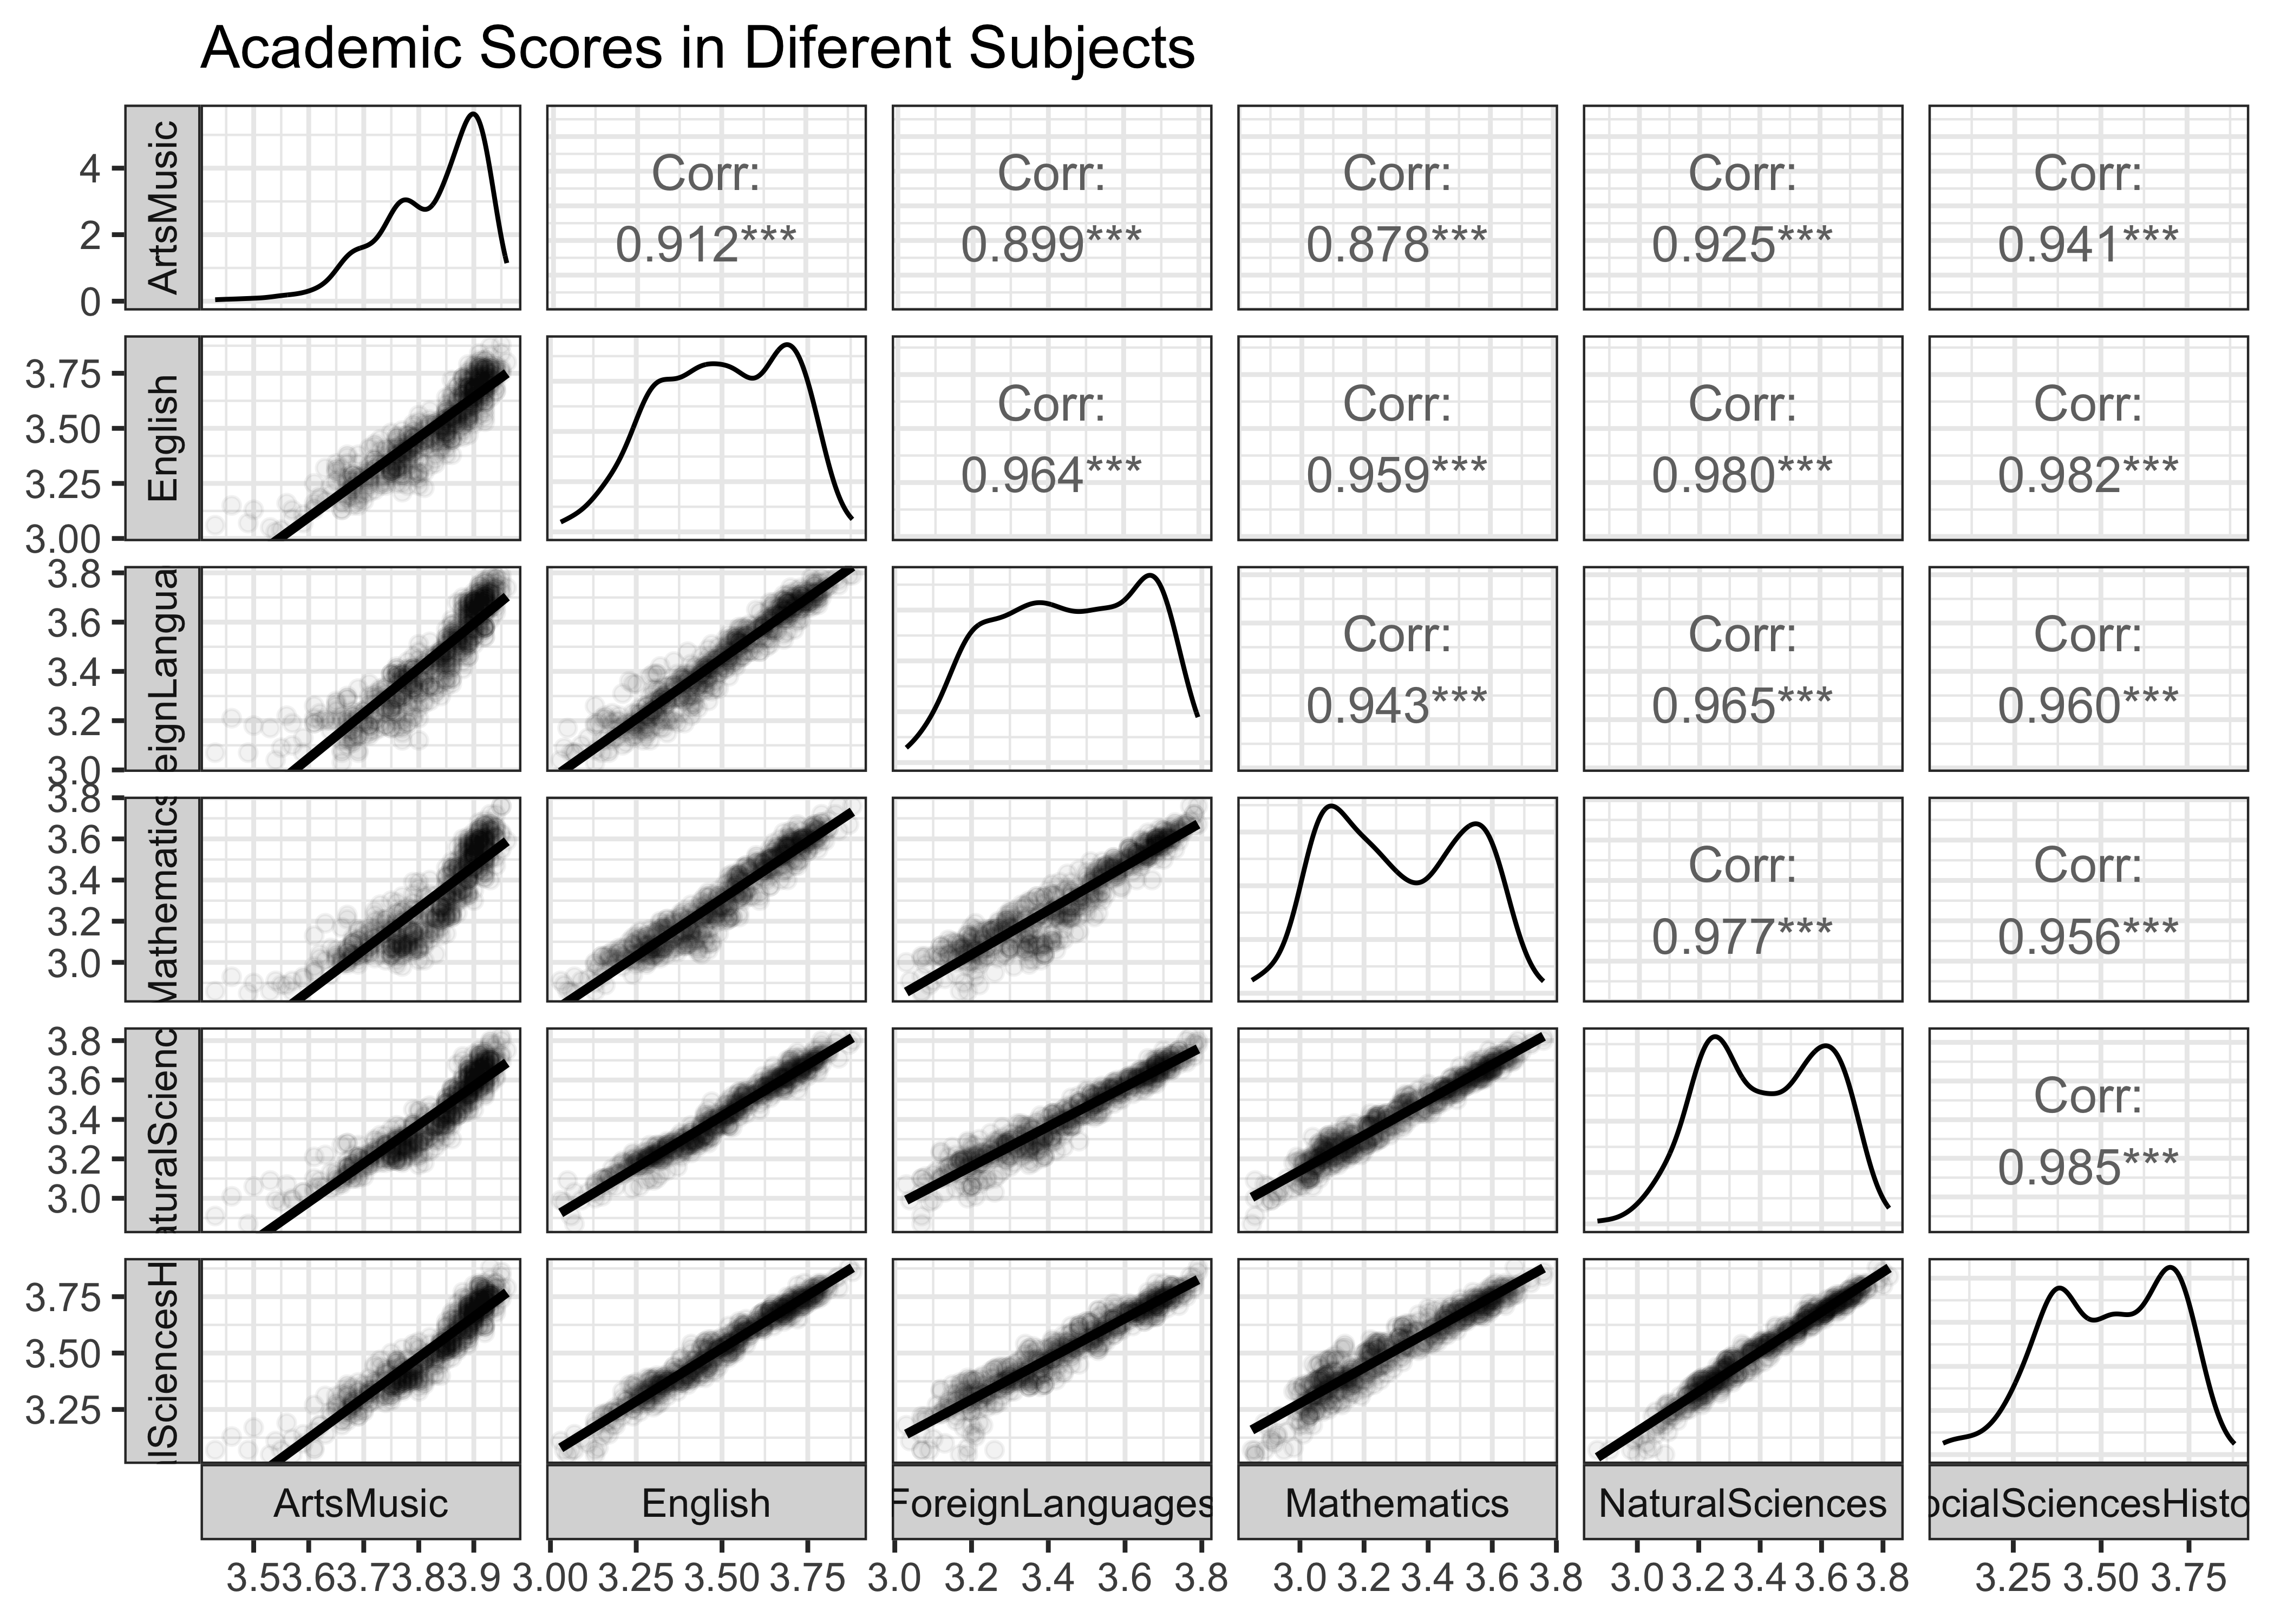 Academic Scores in Diferent Subjects
ArtsMusic
4
2
0
Corr:
0.912***
Corr:
0.899***
Corr:
0.878***
Corr:
0.925***
Corr:
0.941***
English
3.75
3.50
3.25
3.00
Corr:
0.964***
Corr:
0.959***
Corr:
0.980***
Corr:
0.982***
eignLangua
3.8
3.6
3.4
3.2
3.0
Corr:
0.943***
Corr:
0.965***
Corr:
0.960***
Mathematics
3.8
3.6
3.4
3.2
3.0
Corr:
0.977***
Corr:
0.956***
aturalScienc
3.8
3.6
3.4
3.2
3.0
Corr:
0.985***
lSciencesH
3.75
3.50
3.25
ArtsMusic
English
ForeignLanguages
Mathematics
NaturalSciences
ocialSciencesHisto
3.5 3.6 3.7 3.8 3.9
3.00 3.25 3.50 3.75
3.0 3.2 3.4 3.6 3.8
3.0 3.2 3.4 3.6 3.8
3.0 3.2 3.4 3.6 3.8
3.25 3.50 3.75